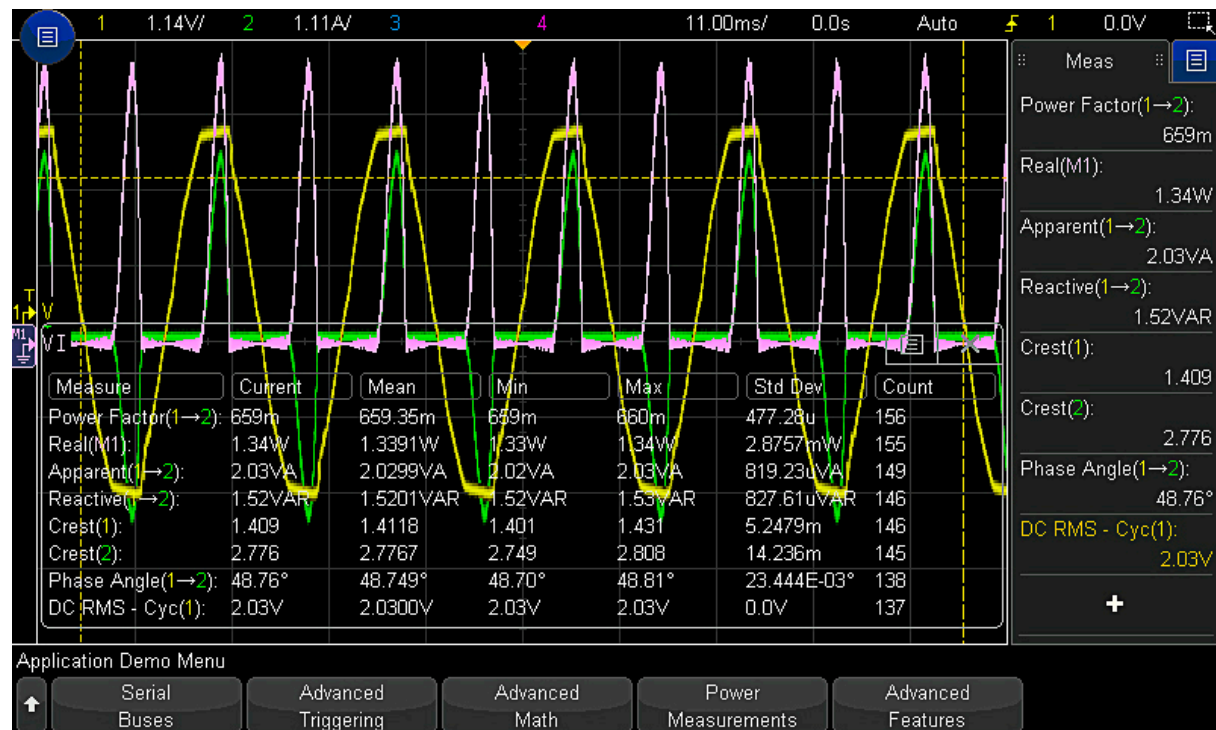 1 1.14V/ 2 1.11A/ 3 4 11.00ms/ 0.0s Auto 1 0.0V
Meas
Power Factor(1→2):
659m
Real(M1):
1.34W
Apparent(1→2):
2.03VA
Reactive(1→2):
1.52VAR
Crest(1):
1.409
Crest(2):
2.776
Phase Angle(1→2):
48.76°
DC RMS - Cyc(1):
2.03V
+
T
1 V
M1
VI
Measure Current Mean Min Max Std Dev Count
Power Factor(1→2): 659m 659.35m 659m 660m 477.28u 156
Real(M1): 1.34W 1.3391W 1.33W 1.34W 2.8757mW 155
Apparent(1→2): 2.03VA 2.0299VA 2.02VA 2.03VA 819.23uVA 149
Reactive(1→2): 1.52VAR 1.5201VAR 1.52VAR 1.53VAR 827.61uVAR 146
Crest(1): 1.409 1.4118 1.401 1.431 5.2479m 146
Crest(2): 2.776 2.7767 2.749 2.808 14.236m 145
Phase Angle(1→2): 48.76° 48.749° 48.70° 48.81° 23.444E-03° 138
DC RMS - Cyc(1): 2.03V 2.0300V 2.03V 2.03V 0.0V 137
Application Demo Menu
Serial Buses
Advanced Triggering
Advanced Math
Power Measurements
Advanced Features